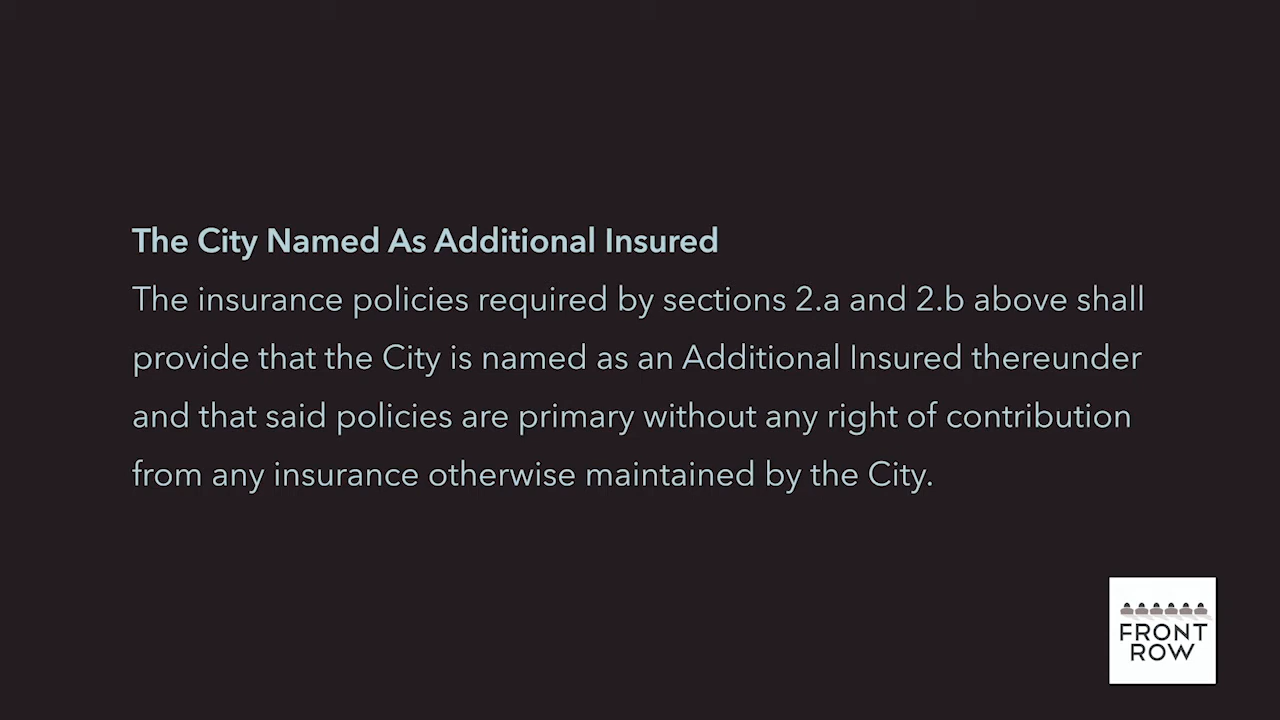 The City Named As Additional Insured
The insurance policies required by sections 2.a and 2.b above shall
provide that the City is named as an Additional Insured thereunder
and that said policies are primary without any right of contribution
from any insurance otherwise maintained by the City.
FRONT
ROW